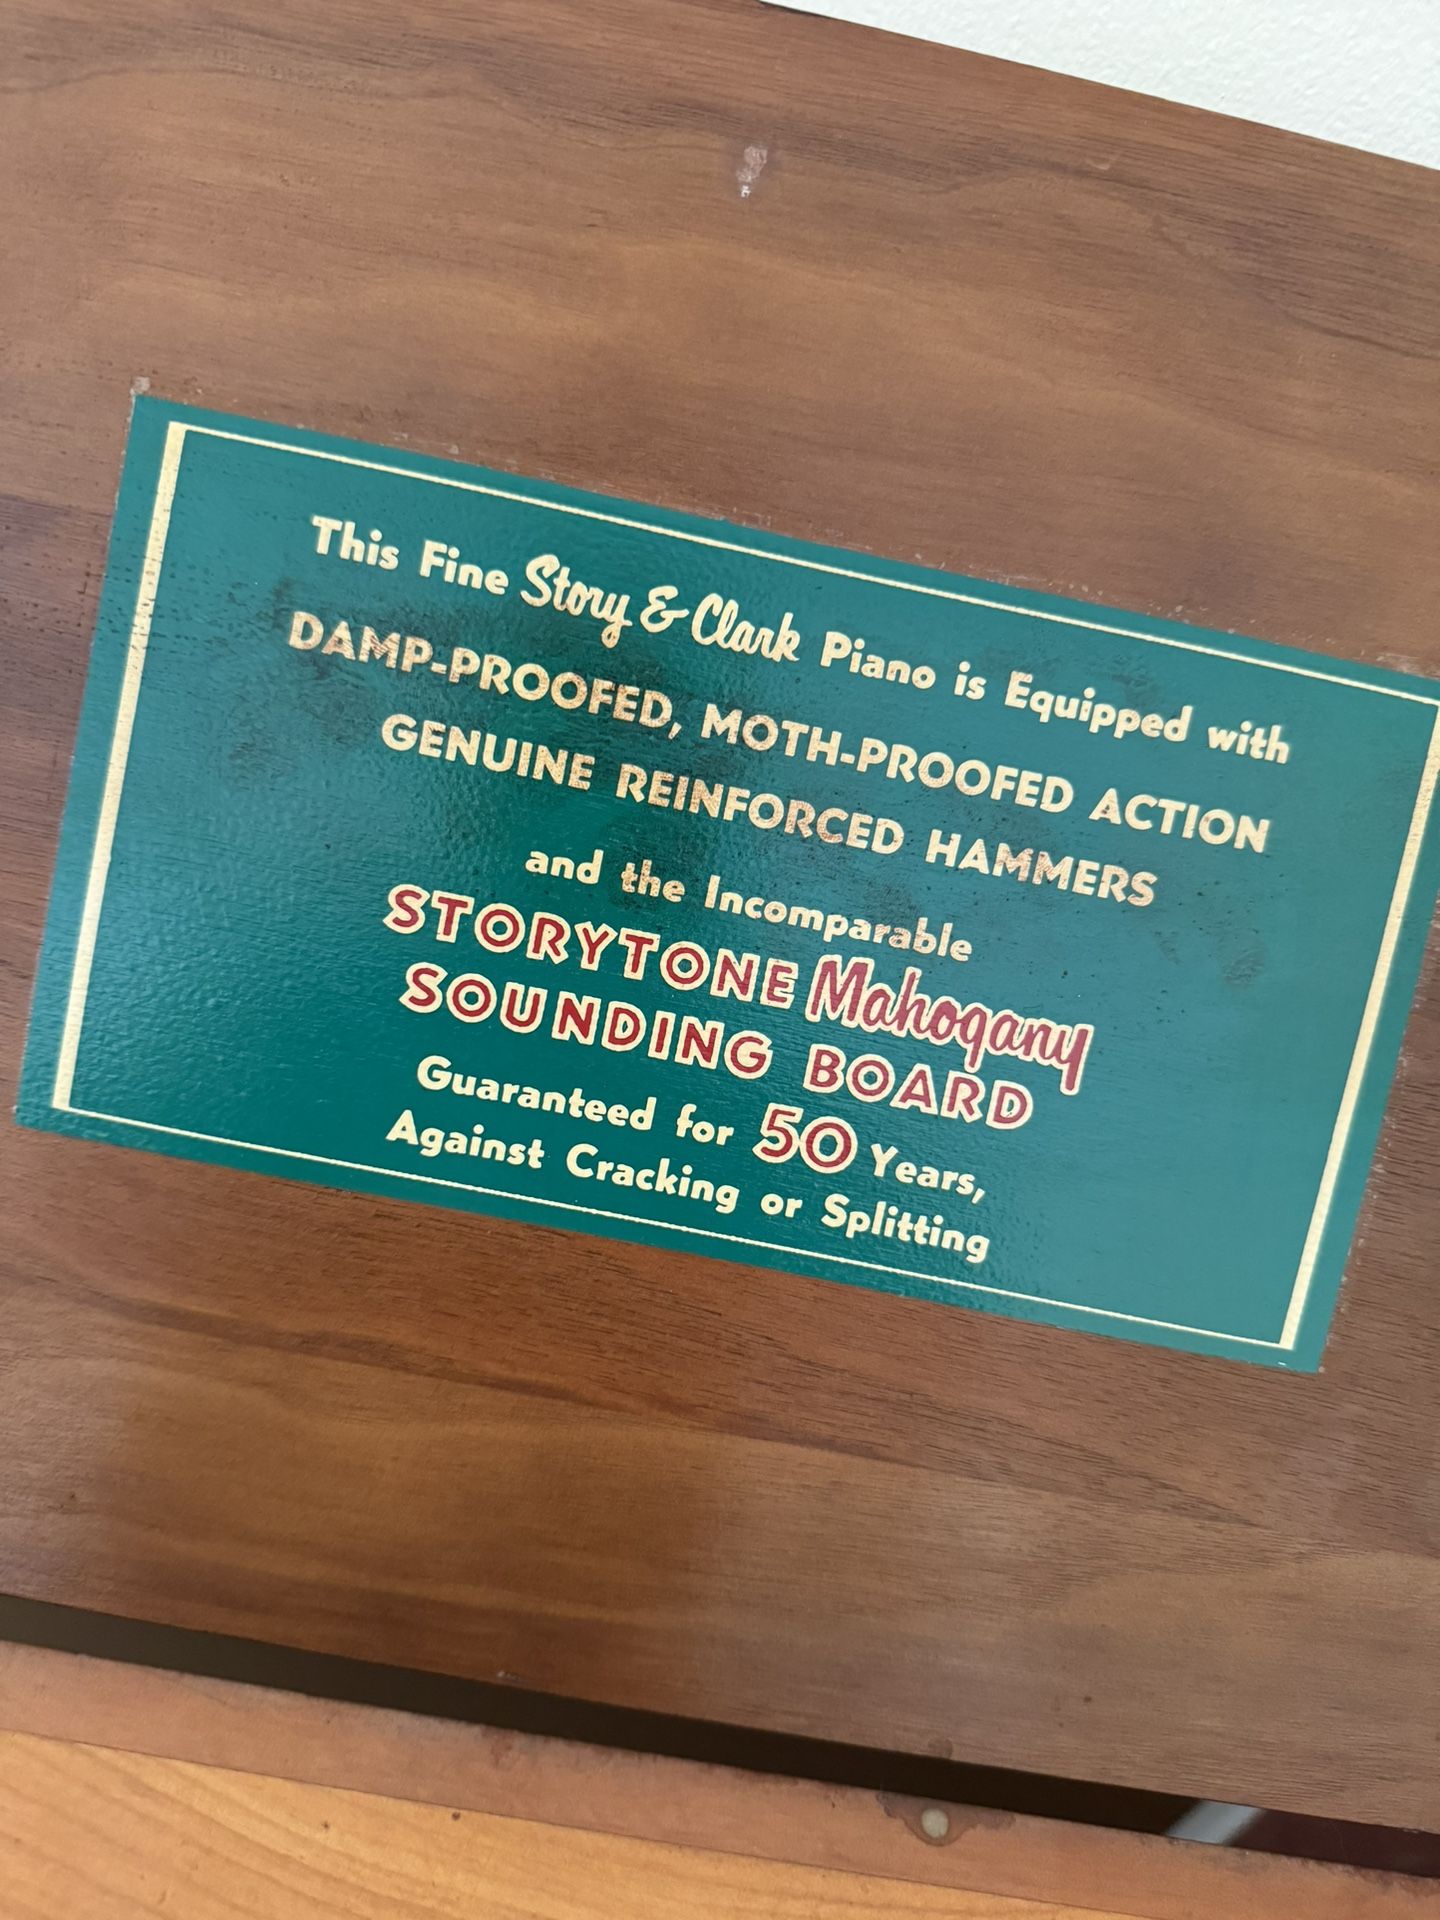 This Fine Story & Clark Piano is Equipped with
DAMP-PROOFED, MOTH-PROOFED ACTION
GENUINE REINFORCED HAMMERS
and the Incomparable
STORYTONE Mahogany
SOUNDING BOARD
Guaranteed for 50 Years,
Against Cracking or Splitting